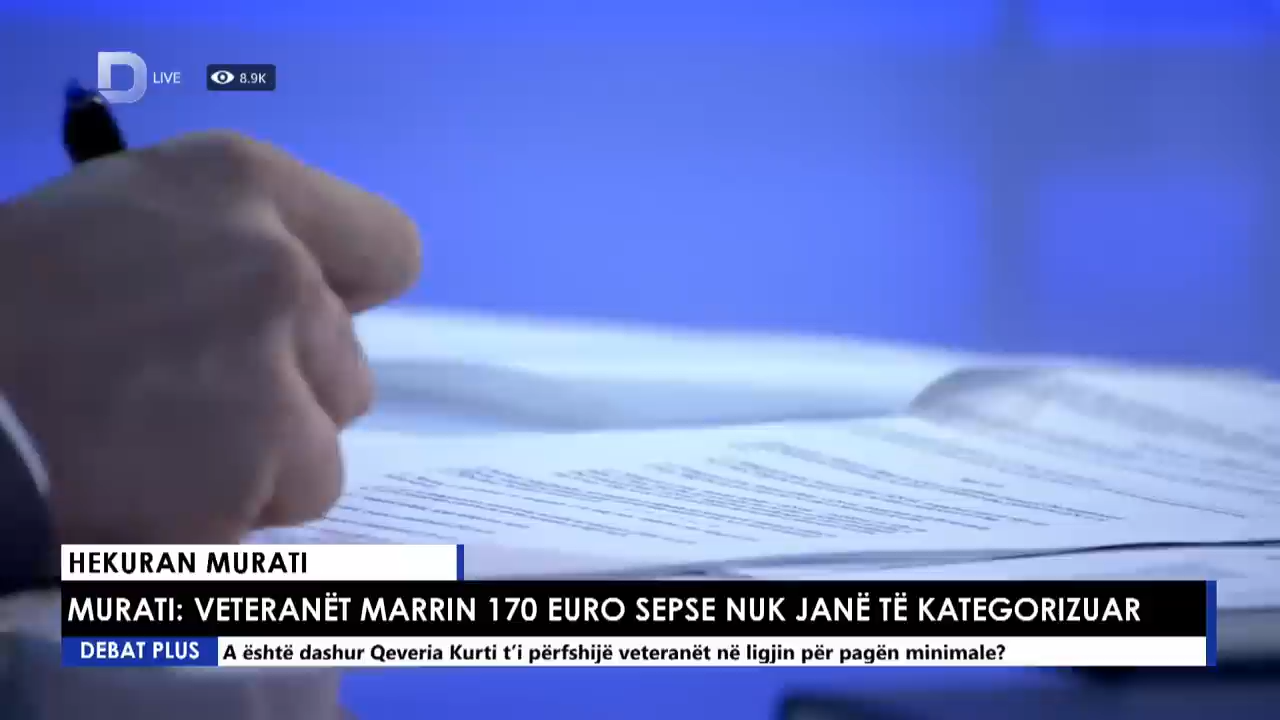 D LIVE 8.9K
HEKURAN MURATI
MURATI: VETERANËT MARRIN 170 EURO SEPSE NUK JANË TË KATEGORIZUAR
DEBAT PLUS A është dashur Qeveria Kurti t’i përfshijë veteranët në ligjin për pagën minimale?